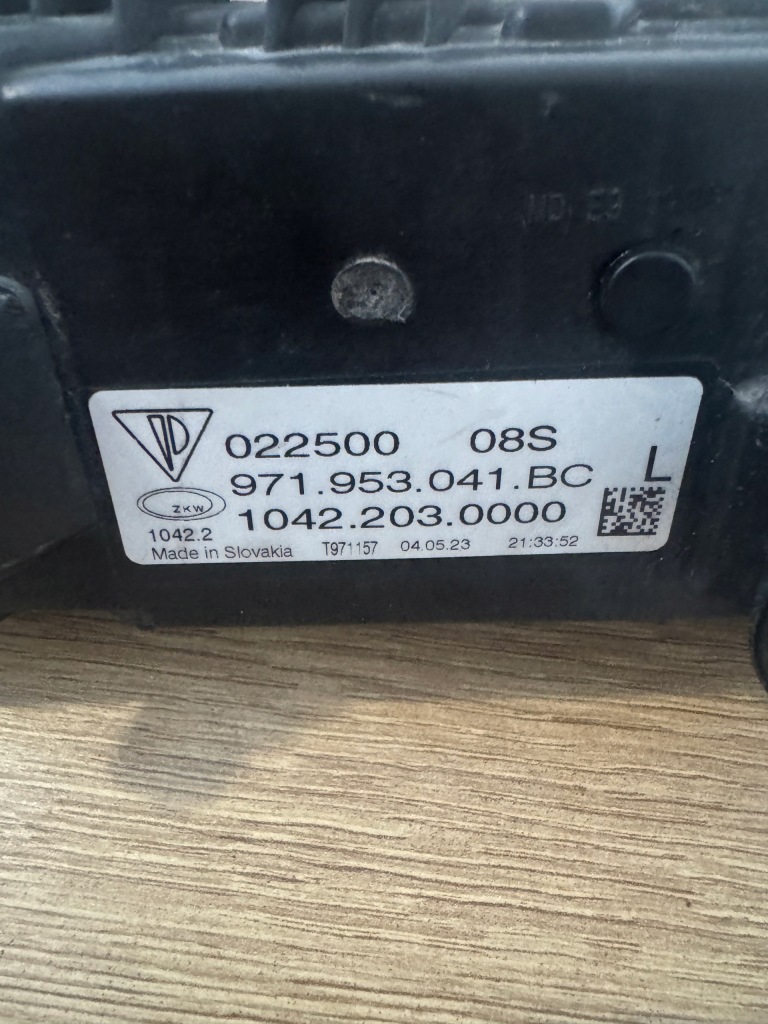 022500 08S
971.953.041.BC L
ZKW
1042.203.0000
1042.2
Made in Slovakia T971157 04.05.23 21:33:52